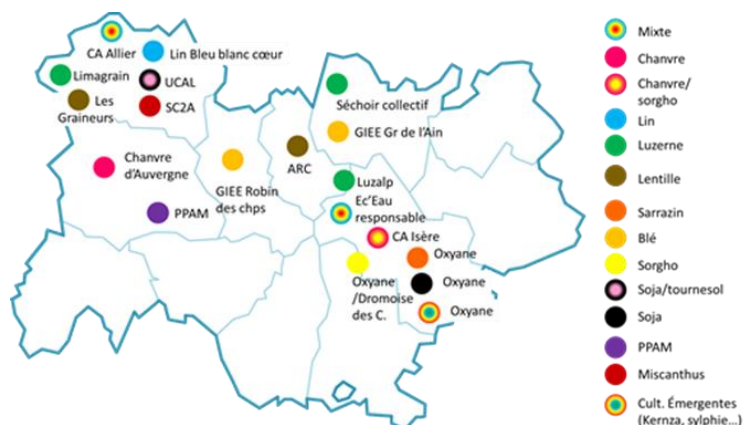 CA Allier
Lin Bleu blanc cœur
Limagrain
UCAL
Les
Graineurs
SC2A
Séchoir collectif
GIEE Gr de l'Ain
Chanvre
d'Auvergne
GIEE Robin
des chps
ARC
Luzalp
PPAM
Ec'Eau
responsable
CA Isère
Oxyane
Oxyane
/Dromoise
des C.
Oxyane
Oxyane
Mixte
Chanvre
Chanvre/
sorgho
Lin
Luzerne
Lentille
Sarrazin
Blé
Sorgho
Soja/tournesol
Soja
PPAM
Miscanthus
Cult. Émergentes
(Kernza, sylphie...)